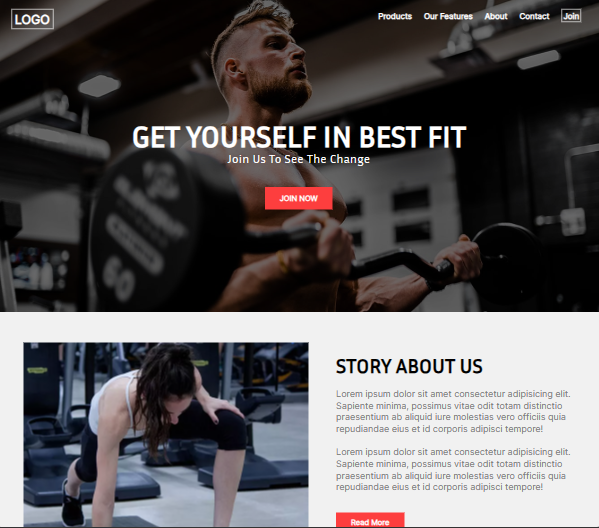 LOGO
Products Our Features About Contact Join
GET YOURSELF IN BEST FIT
Join Us To See The Change
JOIN NOW
60
STORY ABOUT US
Lorem ipsum dolor sit amet consectetur adipisicing elit.
Sapiente minima, possimus vitae odit totam distinctio
praesentium ab aliquid iure molestias vero officiis quia
repudiandae eius et id corporis adipisci tempore!
Lorem ipsum dolor sit amet consectetur adipisicing elit.
Sapiente minima, possimus vitae odit totam distinctio
praesentium ab aliquid iure molestias vero officiis quia
repudiandae eius et id corporis adipisci tempore!
Read More